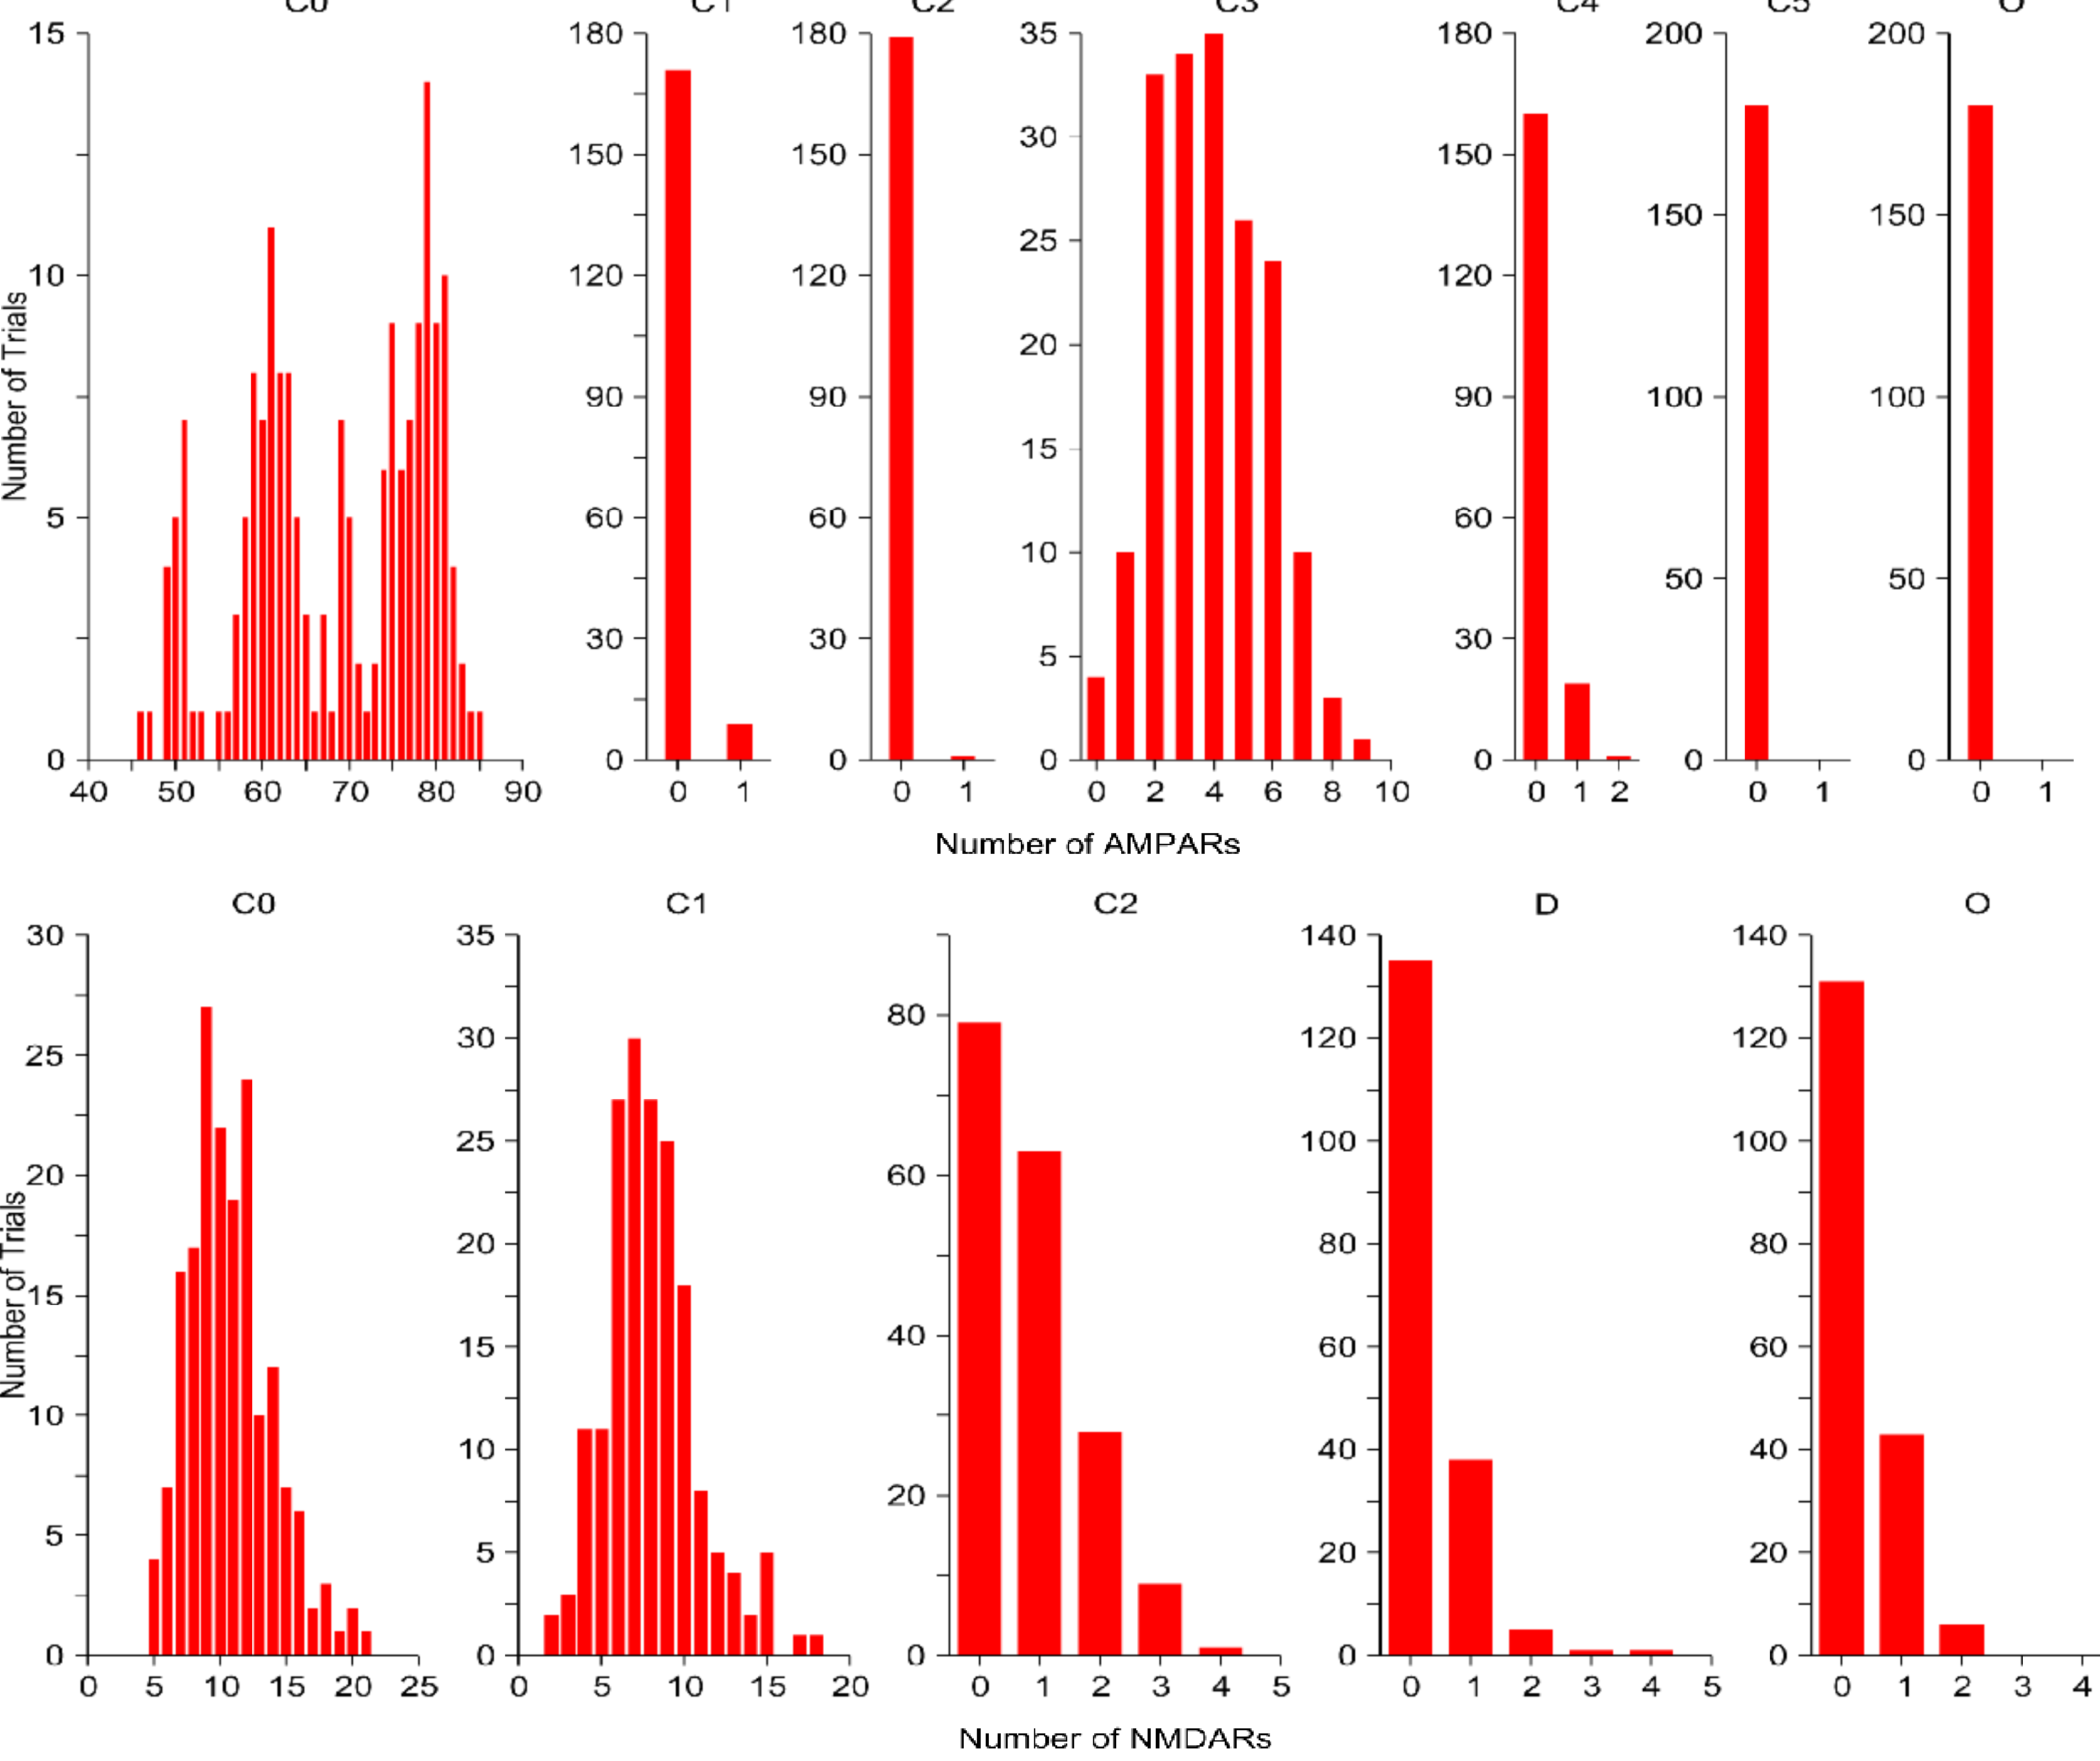 C0 C1 C2 C3 C4 C5 O
15 180 180 35 180 200 200
30
150 150 150 150 150
25
10 120 120 120
20
90 90 90 100 100
15
5 60 60 60
10 50 50
30 30 30
5
0 0 0 0 0 0 0
40 50 60 70 80 90 0 1 0 1 0 2 4 6 8 10 0 1 2 0 1 0 1
Number of Trials
Number of AMPARs
C0 C1 C2 D O
30 35 140 140
80
25 30 120 120
25 100 100
20 60
20 80 80
15 15 40 60 60
10 10 40 40
20
5 5 20 20
0 0 0 0 0
0 5 10 15 20 25 0 5 10 15 20 0 1 2 3 4 5 0 1 2 3 4 5 0 1 2 3 4
Number of Trials
Number of NMDARs